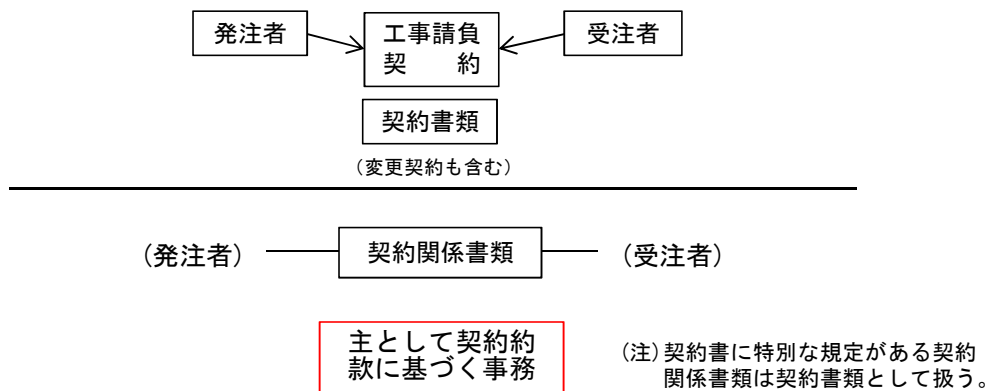 発注者
工事請負
契　　約
受注者
契約書類
（変更契約も含む）
（発注者）
契約関係書類
（受注者）
主として契約約
款に基づく事務
（注）契約書に特別な規定がある契約
関係書類は契約書類として扱う。